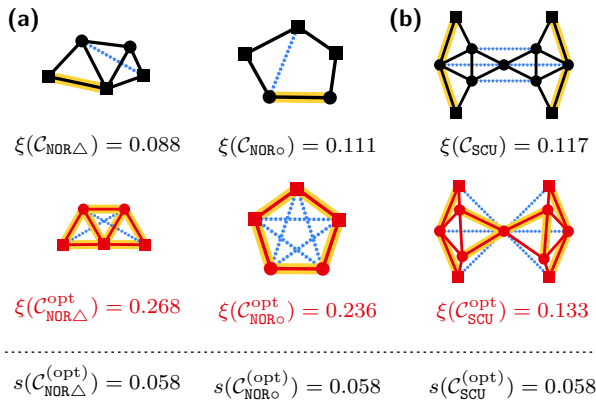 (a) (b)
ξ(C_NOR△) = 0.088 ξ(C_NOR○) = 0.111 ξ(C_SCU) = 0.117
ξ(C^opt_NOR△) = 0.268 ξ(C^opt_NOR○) = 0.236 ξ(C^opt_SCU) = 0.133
s(C^(opt)_NOR△) = 0.058 s(C^(opt)_NOR○) = 0.058 s(C^(opt)_SCU) = 0.058